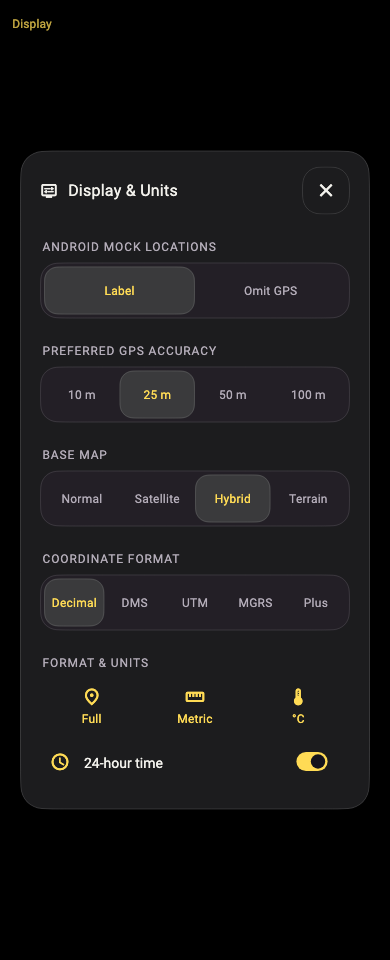 Display
Display & Units
ANDROID MOCK LOCATIONS
Label Omit GPS
PREFERRED GPS ACCURACY
10 m 25 m 50 m 100 m
BASE MAP
Normal Satellite Hybrid Terrain
COORDINATE FORMAT
Decimal DMS UTM MGRS Plus
FORMAT & UNITS
Full Metric °C
24-hour time